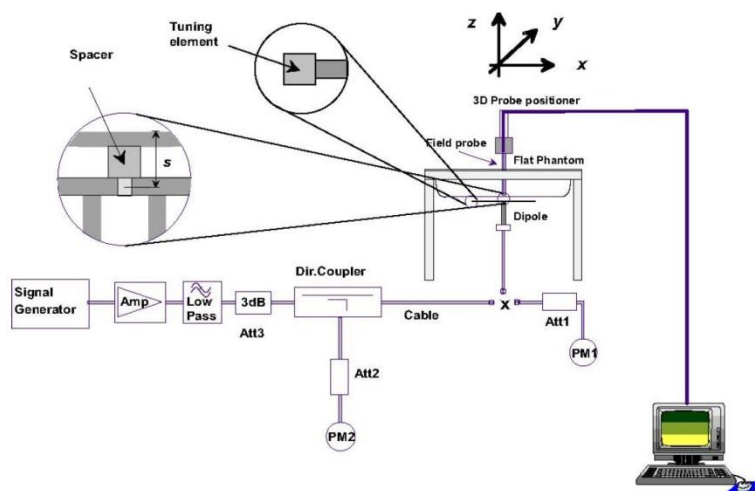 Tuning
element
Spacer
s
z
y
x
3D Probe positioner
Field probe
Flat Phantom
Dipole
Signal
Generator
Amp
Low
Pass
3dB
Att3
Dir.Coupler
Cable
x
Att1
PM1
Att2
PM2